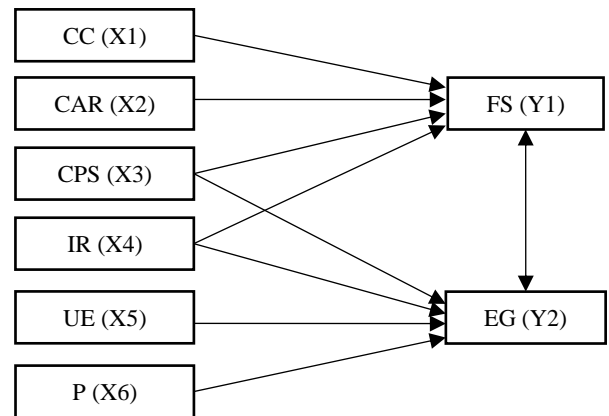 CC (X1)
CAR (X2)
FS (Y1)
CPS (X3)
IR (X4)
UE (X5)
EG (Y2)
P (X6)